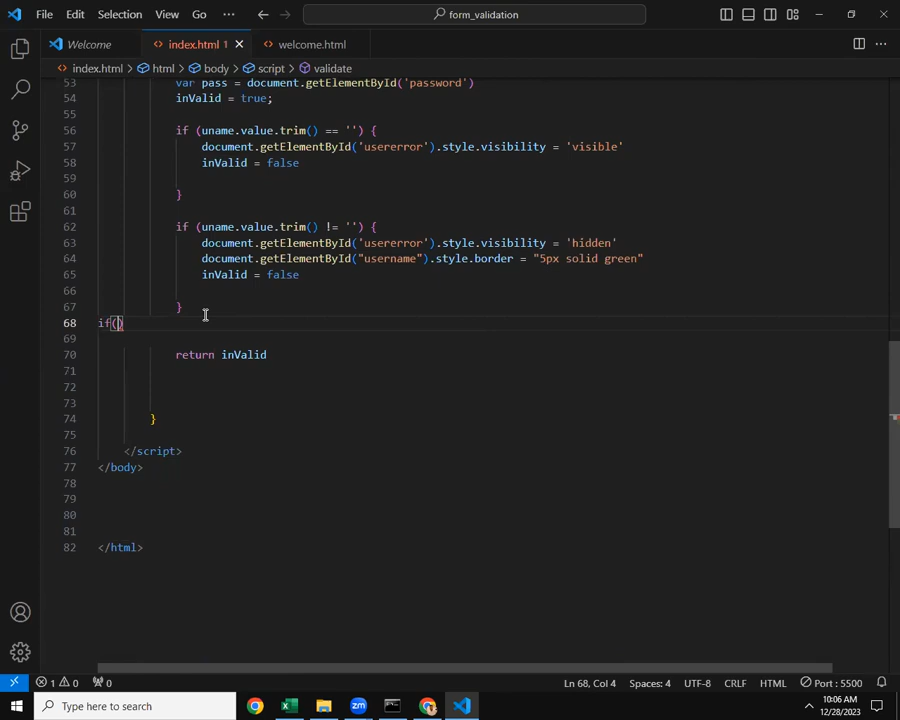 File Edit Selection View Go ··· form_validation
Welcome index.html 1 welcome.html
index.html > html > body > script > validate
53 var pass = document.getElementById('password')
54 inValid = true;
55
56 if (uname.value.trim() == '') {
57 document.getElementById('usererror').style.visibility = 'visible'
58 inValid = false
59
60 }
61
62 if (uname.value.trim() != '') {
63 document.getElementById('usererror').style.visibility = 'hidden'
64 document.getElementById("username").style.border = "5px solid green"
65 inValid = false
66
67 }
68 if()
69
70 return inValid
71
72
73
74 }
75
76 </script>
77 </body>
78
79
80
81
82 </html>
1 0 0 Ln 68, Col 4 Spaces: 4 UTF-8 CRLF HTML Port : 5500
Type here to search 10:06 AM
12/28/2023